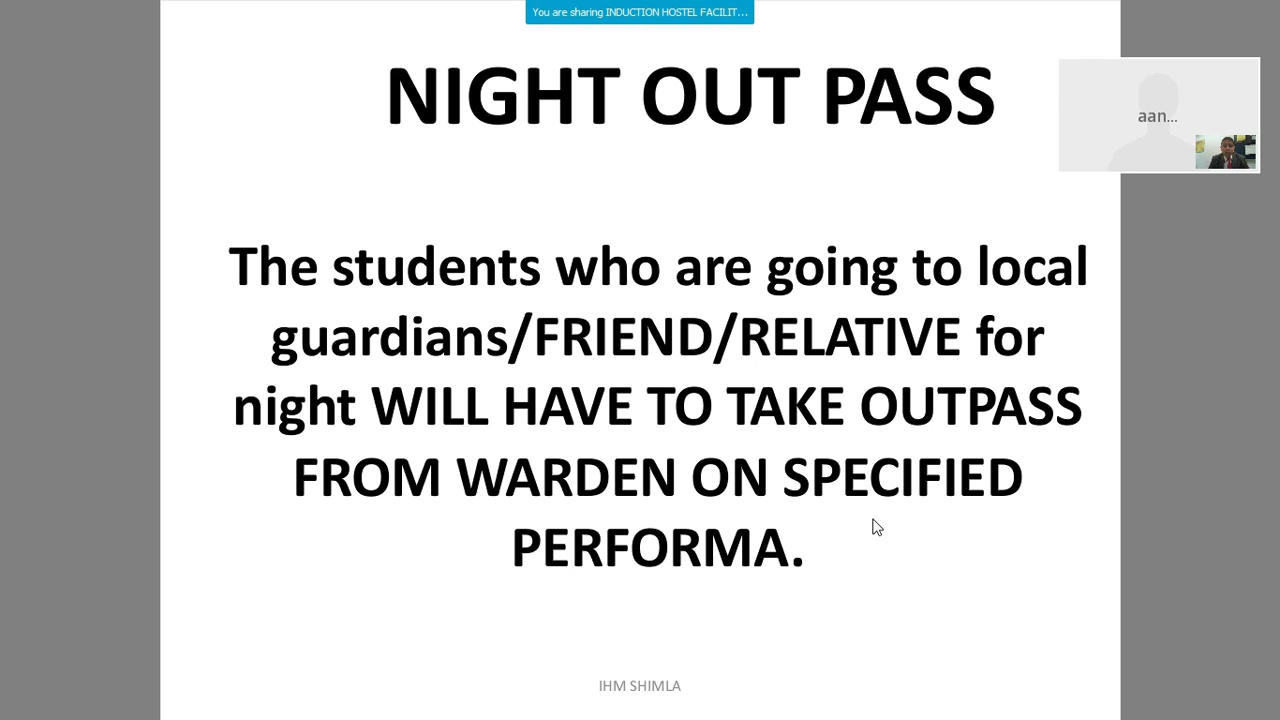 You are sharing INDUCTION HOSTEL FACILIT...
NIGHT OUT PASS
aan...
The students who are going to local
guardians/FRIEND/RELATIVE for
night WILL HAVE TO TAKE OUTPASS
FROM WARDEN ON SPECIFIED
PERFORMA.
IHM SHIMLA